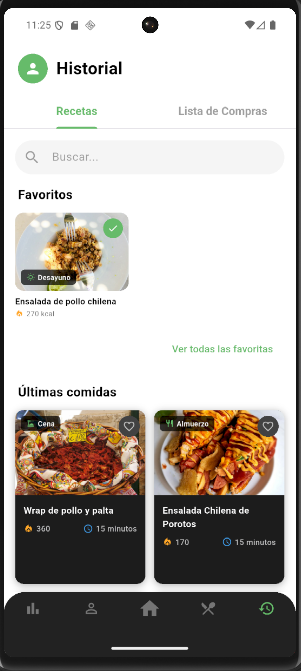 11:25
Historial
Recetas
Lista de Compras
Buscar...
Favoritos
Desayuno
Ensalada de pollo chilena
270 kcal
Ver todas las favoritas
Últimas comidas
Cena
Wrap de pollo y palta
360
15 minutos
Almuerzo
Ensalada Chilena de
Porotos
170
15 minutos